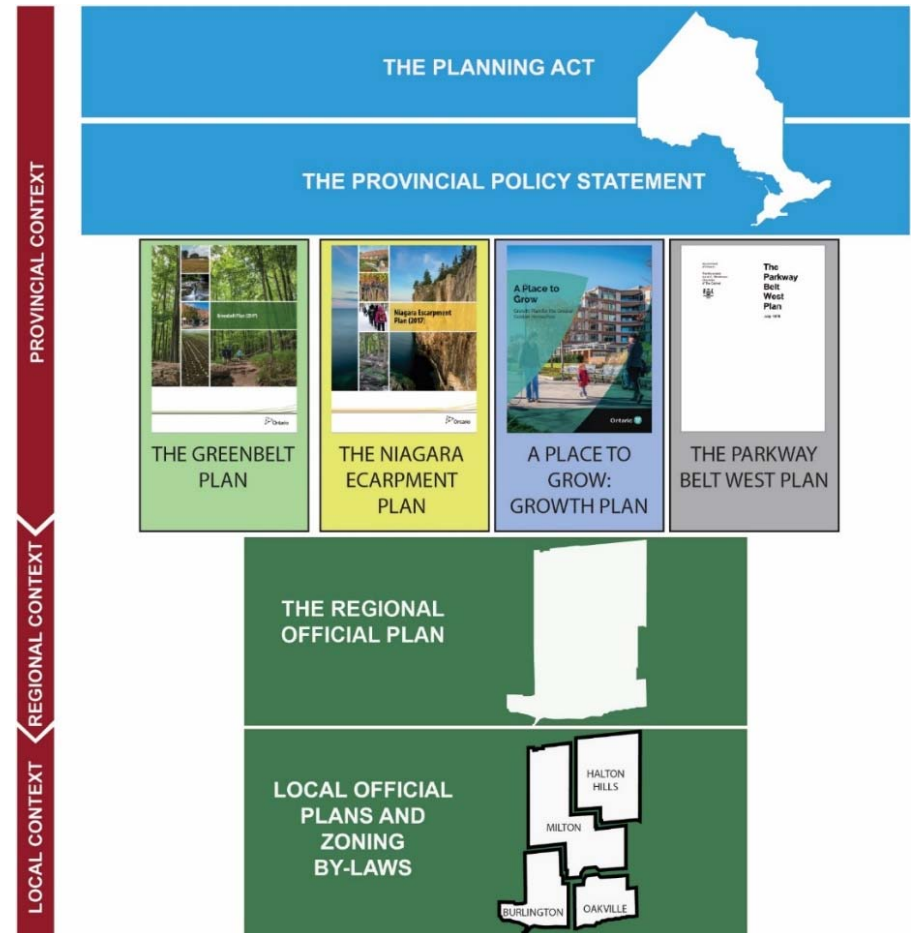 PROVINCIAL CONTEXT
REGIONAL CONTEXT
LOCAL CONTEXT
THE PLANNING ACT
THE PROVINCIAL POLICY STATEMENT
Greenbelt Plan (2017)
Ontario
THE GREENBELT
PLAN
Niagara Escarpment
Plan (2017)
Ontario
THE NIAGARA
ECARPMENT
PLAN
A Place to
Grow
Ontario
A PLACE TO
GROW:
GROWTH PLAN
The
Parkway
Belt
West
Plan
THE PARKWAY
BELT WEST PLAN
THE REGIONAL
OFFICIAL PLAN
LOCAL OFFICIAL
PLANS AND
ZONING
BY-LAWS
HALTON
HILLS
MILTON
BURLINGTON
OAKVILLE